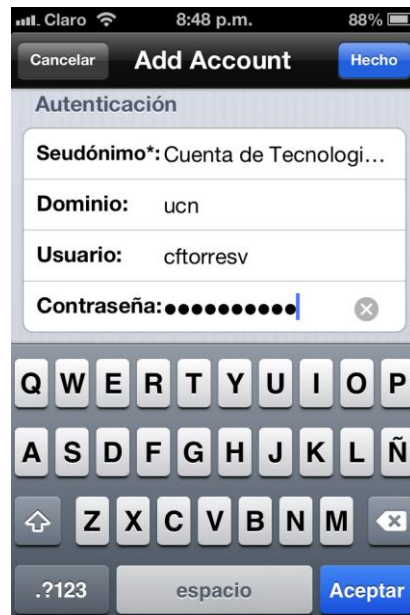 Claro 8:48 p.m. 88%
Cancelar Add Account Hecho
Autenticación
Seudónimo*: Cuenta de Tecnologi...
Dominio: ucn
Usuario: cftorresv
Contraseña: ●●●●●●●●●●
Q W E R T Y U I O P
A S D F G H J K L Ñ
Z X C V B N M
.?123 espacio Aceptar